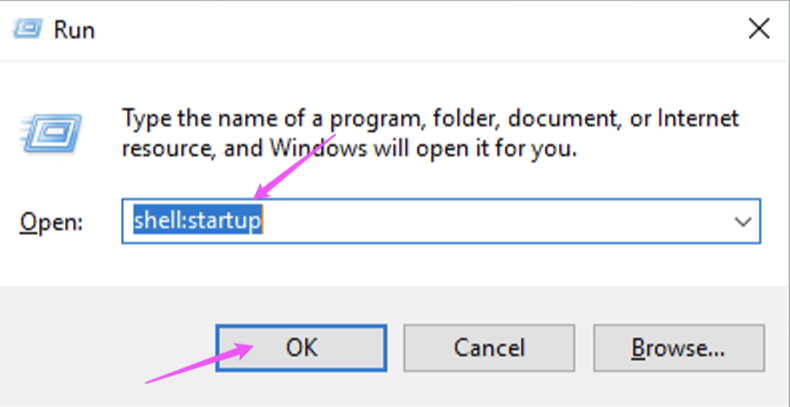 Run
Type the name of a program, folder, document, or Internet
resource, and Windows will open it for you.
Open: shell:startup
OK Cancel Browse...